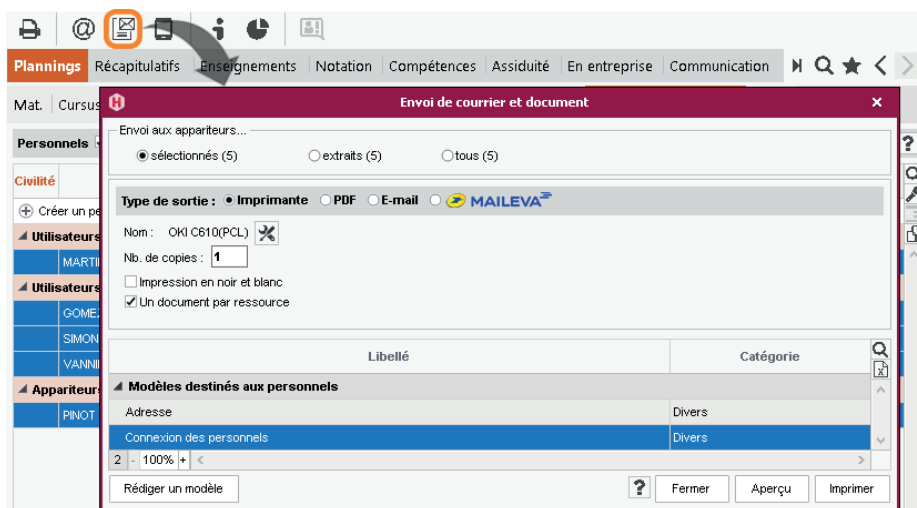 Plannings Récapitulatifs Enseignements Notation Compétences Assiduité En entreprise Communication
Mat. Cursus
Envoi de courrier et document
Personnels
Envoi aux appariteurs...
sélectionnés (5) extraits (5) tous (5)
Civilité
Type de sortie : Imprimante PDF E-mail MAILEVA
Créer un pe
Nom : OKI C610(PCL)
Utilisateurs
Nb. de copies : 1
MARTI
Impression en noir et blanc
Utilisateurs
Un document par ressource
GOMEZ
SIMON
Libellé Catégorie
VANNI
Modèles destinés aux personnels
Appariteurs
Adresse Divers
PINOT
Connexion des personnels Divers
2 - 100% + < >
Rédiger un modèle ? Fermer Aperçu Imprimer